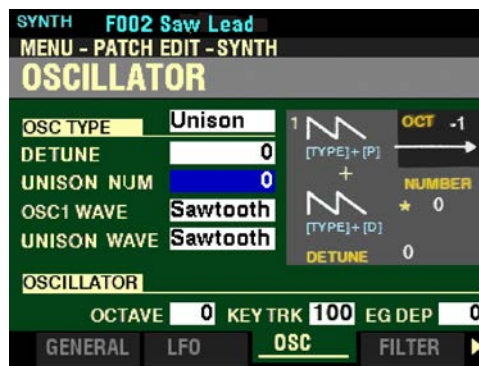 SYNTH F002 Saw Lead
MENU - PATCH EDIT - SYNTH
OSCILLATOR
OSC TYPE Unison
DETUNE 0
UNISON NUM 0
OSC1 WAVE Sawtooth
UNISON WAVE Sawtooth
1 OCT -1
[TYPE]+[P]
+
NUMBER
* 0
[TYPE]+[D]
DETUNE 0
OSCILLATOR
OCTAVE 0 KEY TRK 100 EG DEP 0
GENERAL LFO OSC FILTER